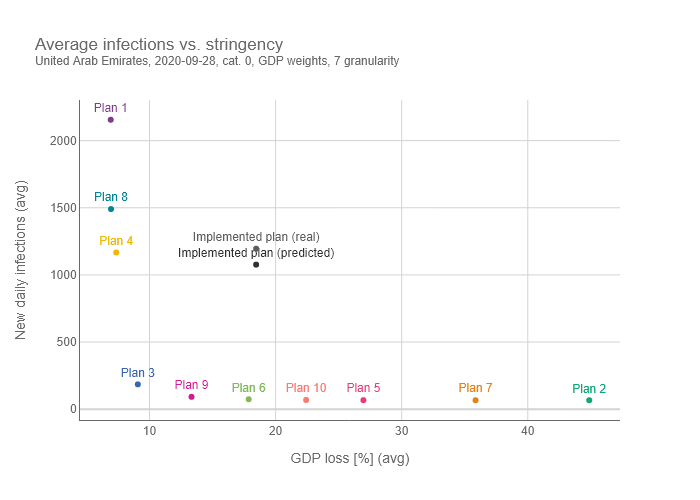 Average infections vs. stringency
United Arab Emirates, 2020-09-28, cat. 0, GDP weights, 7 granularity
Plan 1
2000
Plan 8
1500
Plan 4
Implemented plan (real)
Implemented plan (predicted)
1000
New daily infections (avg)
500
Plan 3
Plan 9
Plan 6
Plan 10
Plan 5
Plan 7
Plan 2
0
10
20
30
40
GDP loss [%] (avg)